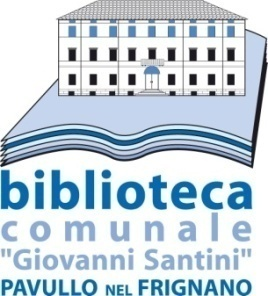 biblioteca
comunale
"Giovanni Santini"
PAVULLO NEL FRIGNANO